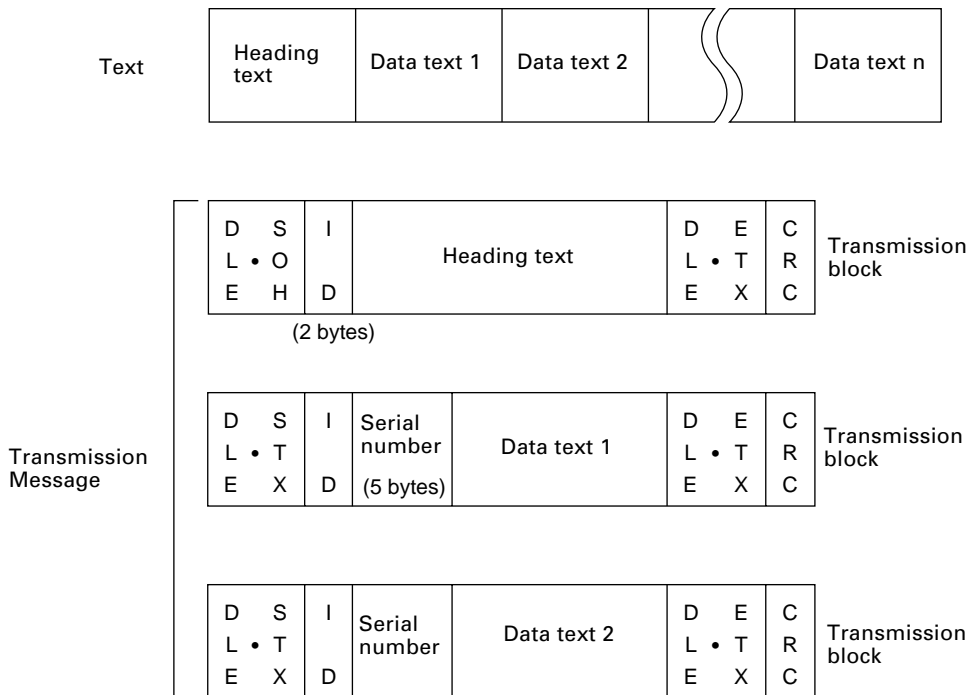 Text
Heading
text
Data text 1
Data text 2
Data text n
Transmission
Message
D S I
L • O
E H D
Heading text
D E C
L • T R
E X C
Transmission
block
(2 bytes)
D S I
L • T
E X D
Serial
number
(5 bytes)
Data text 1
D E C
L • T R
E X C
Transmission
block
D S I
L • T
E X D
Serial
number
Data text 2
D E C
L • T R
E X C
Transmission
block